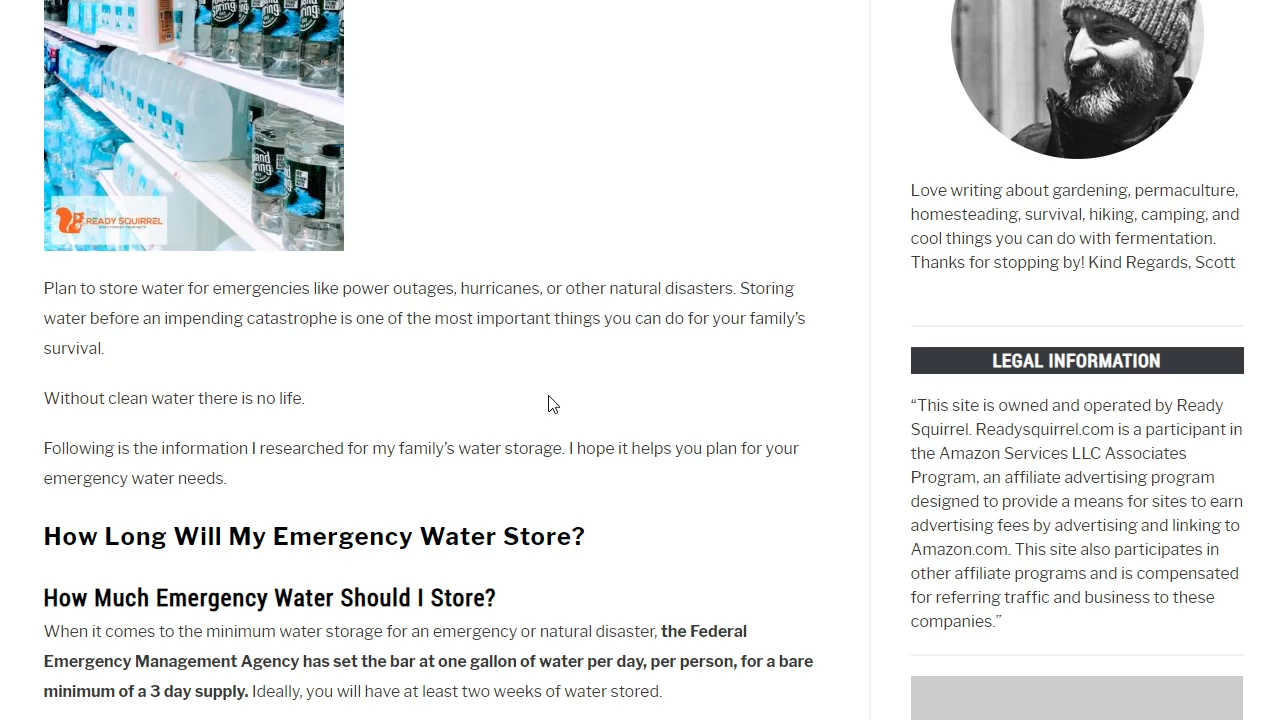 READY SQUIRREL
Plan to store water for emergencies like power outages, hurricanes, or other natural disasters. Storing
water before an impending catastrophe is one of the most important things you can do for your family’s
survival.
Without clean water there is no life.
Following is the information I researched for my family’s water storage. I hope it helps you plan for your
emergency water needs.
How Long Will My Emergency Water Store?
How Much Emergency Water Should I Store?
When it comes to the minimum water storage for an emergency or natural disaster, the Federal
Emergency Management Agency has set the bar at one gallon of water per day, per person, for a bare
minimum of a 3 day supply. Ideally, you will have at least two weeks of water stored.
Love writing about gardening, permaculture,
homesteading, survival, hiking, camping, and
cool things you can do with fermentation.
Thanks for stopping by! Kind Regards, Scott
LEGAL INFORMATION
“This site is owned and operated by Ready
Squirrel. Readysquirrel.com is a participant in
the Amazon Services LLC Associates
Program, an affiliate advertising program
designed to provide a means for sites to earn
advertising fees by advertising and linking to
Amazon.com. This site also participates in
other affiliate programs and is compensated
for referring traffic and business to these
companies.”